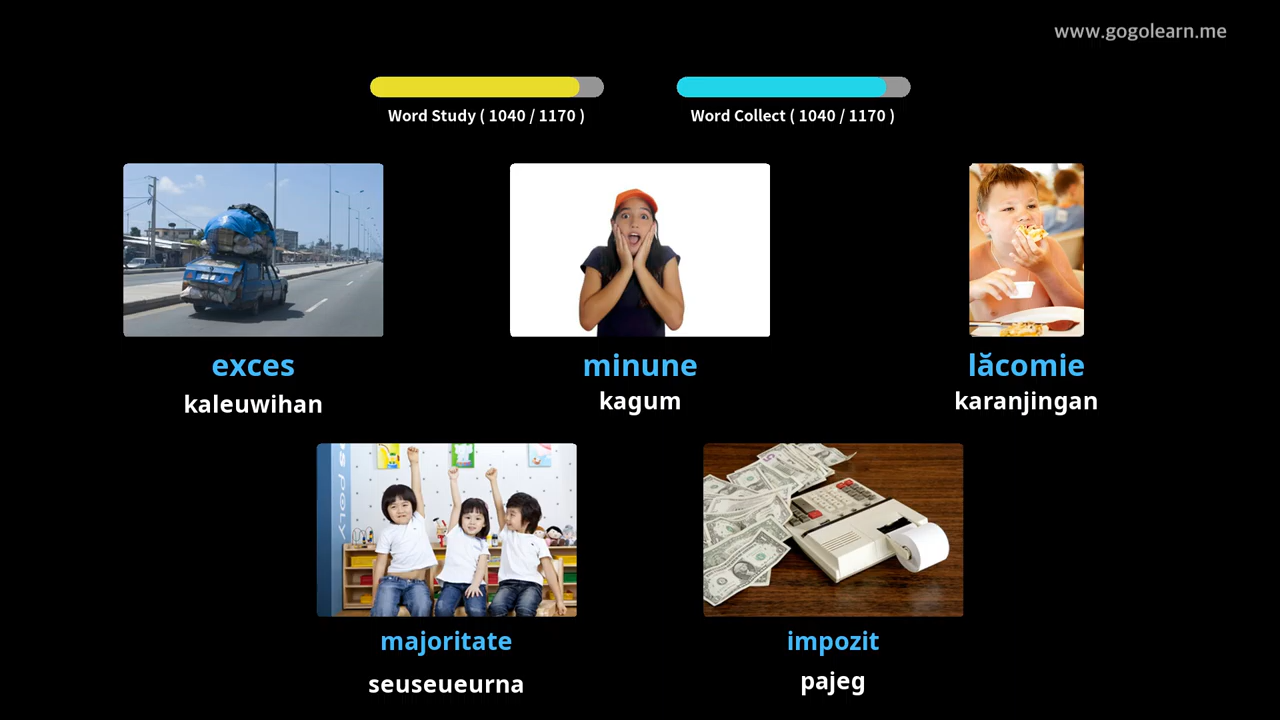 www.gogolearn.me
Word Study ( 1040 / 1170 )
Word Collect ( 1040 / 1170 )
exces
kaleuwihan
minune
kagum
lăcomie
karanjingan
majoritate
seuseueurna
impozit
pajeg